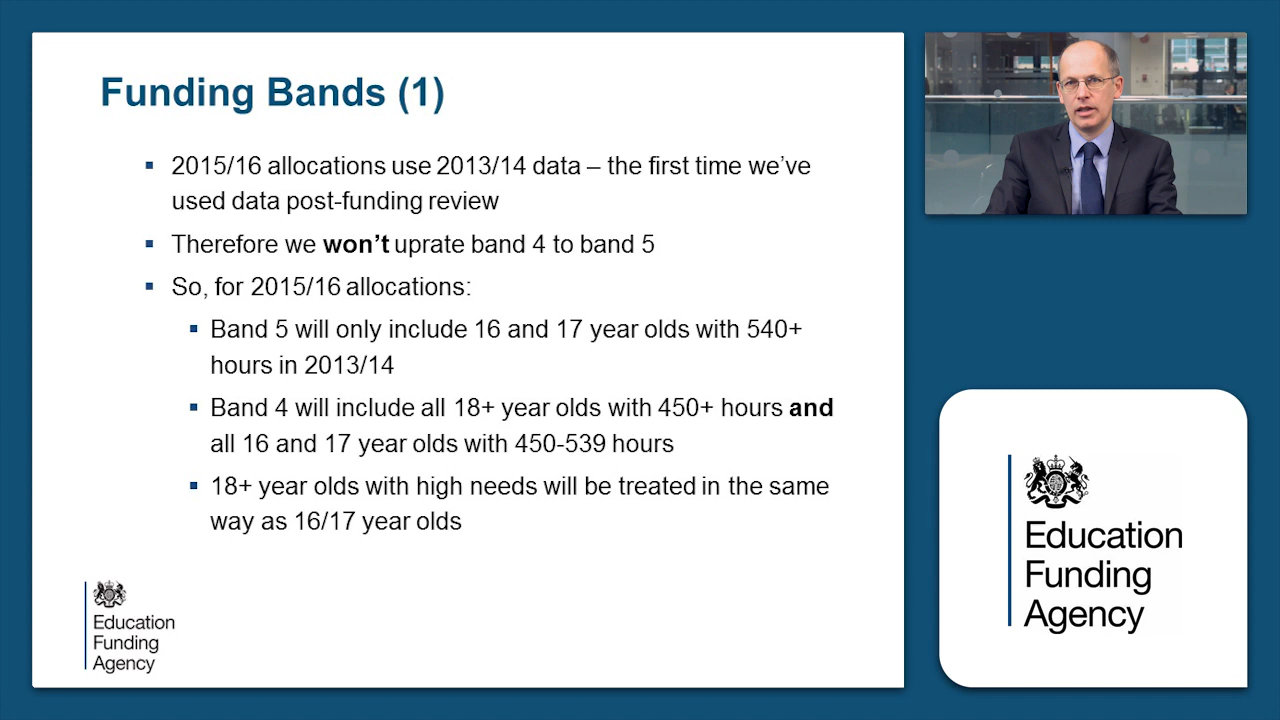 Funding Bands (1)
▪ 2015/16 allocations use 2013/14 data – the first time we’ve
used data post-funding review
▪ Therefore we won’t uprate band 4 to band 5
▪ So, for 2015/16 allocations:
▪ Band 5 will only include 16 and 17 year olds with 540+
hours in 2013/14
▪ Band 4 will include all 18+ year olds with 450+ hours and
all 16 and 17 year olds with 450-539 hours
▪ 18+ year olds with high needs will be treated in the same
way as 16/17 year olds
Education
Funding
Agency
Education
Funding
Agency